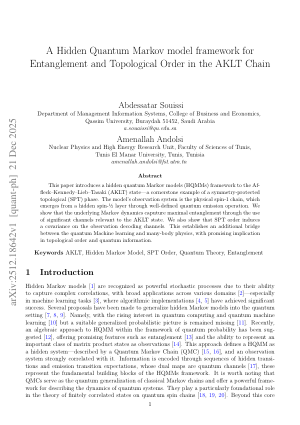 A Hidden Quantum Markov model framework for
Entanglement and Topological Order in the AKLT Chain
Abdessatar Souissi
Department of Management Information Systems, College of Business and Economics,
Qassim University, Buraydah 51452, Saudi Arabia
a.souaissi@qu.edu.sa
Amenallah Andolsi
Nuclear Physics and High Energy Research Unit, Faculty of Sciences of Tunis,
Tunis El Manar University, Tunis, Tunisia
amenallah.andolsi@fst.utm.tn
Abstract
This paper introduces a hidden quantum Markov models (HQMMs) framework to the Af-
fleck–Kennedy–Lieb–Tasaki (AKLT) state—a cornerstone example of a symmetry-protected
topological (SPT) phase. The model's observation system is the physical spin-1 chain, which
emerges from a hidden spin-½ layer through well-defined quantum emission operation. We
show that the underlying Markov dynamics capture maximal entanglement through the use
of significant channels relevant to the AKLT state. We also show that SPT order induces
a covariance on the observation decoding channels. This establishes an additional bridge
between the Quantum Machine learning and many-body physics, with promising implication
in topological order and quantum information.
Keywords AKLT, Hidden Markov Model, SPT Order, Quantum Theory, Entanglement
1 Introduction
Hidden Markov models [1] are recognized as powerful stochastic processes due to their ability
to capture complex correlations, with broad applications across various domains [2]—especially
in machine learning tasks [3], where algorithmic implementations [4, 5] have achieved significant
success. Several proposals have been made to generalize hidden Markov models into the quantum
setting [7, 8, 9]. Namely, with the rising interest in quantum computing and quantum machine
learning [10] but a suitable generalized probabilistic picture is remained missing [11]. Recently,
an algebraic approach to HQMM within the framework of quantum probability has been sug-
gested [12], offering promising features such as entanglement [13] and the ability to represent an
important class of matrix product states as observations [14]. This approach defines a HQMM as
a hidden system—described by a Quantum Markov Chain (QMC) [15, 16], and an observation
system strongly correlated with it. Information is encoded through sequences of hidden transi-
tions and emission transition expectations, whose dual maps are quantum channels [17], these
represent the fundamental building blocks of the HQMMs framework. It is worth noting that
QMCs serve as the quantum generalization of classical Markov chains and offer a powerful frame-
work for describing the dynamics of quantum systems. They play a particularly foundational role
in the theory of finitely correlated states on quantum spin chains [18, 19, 20]. Beyond this core
1
arXiv:2512.18642v1 [quant-ph] 21 Dec 2025